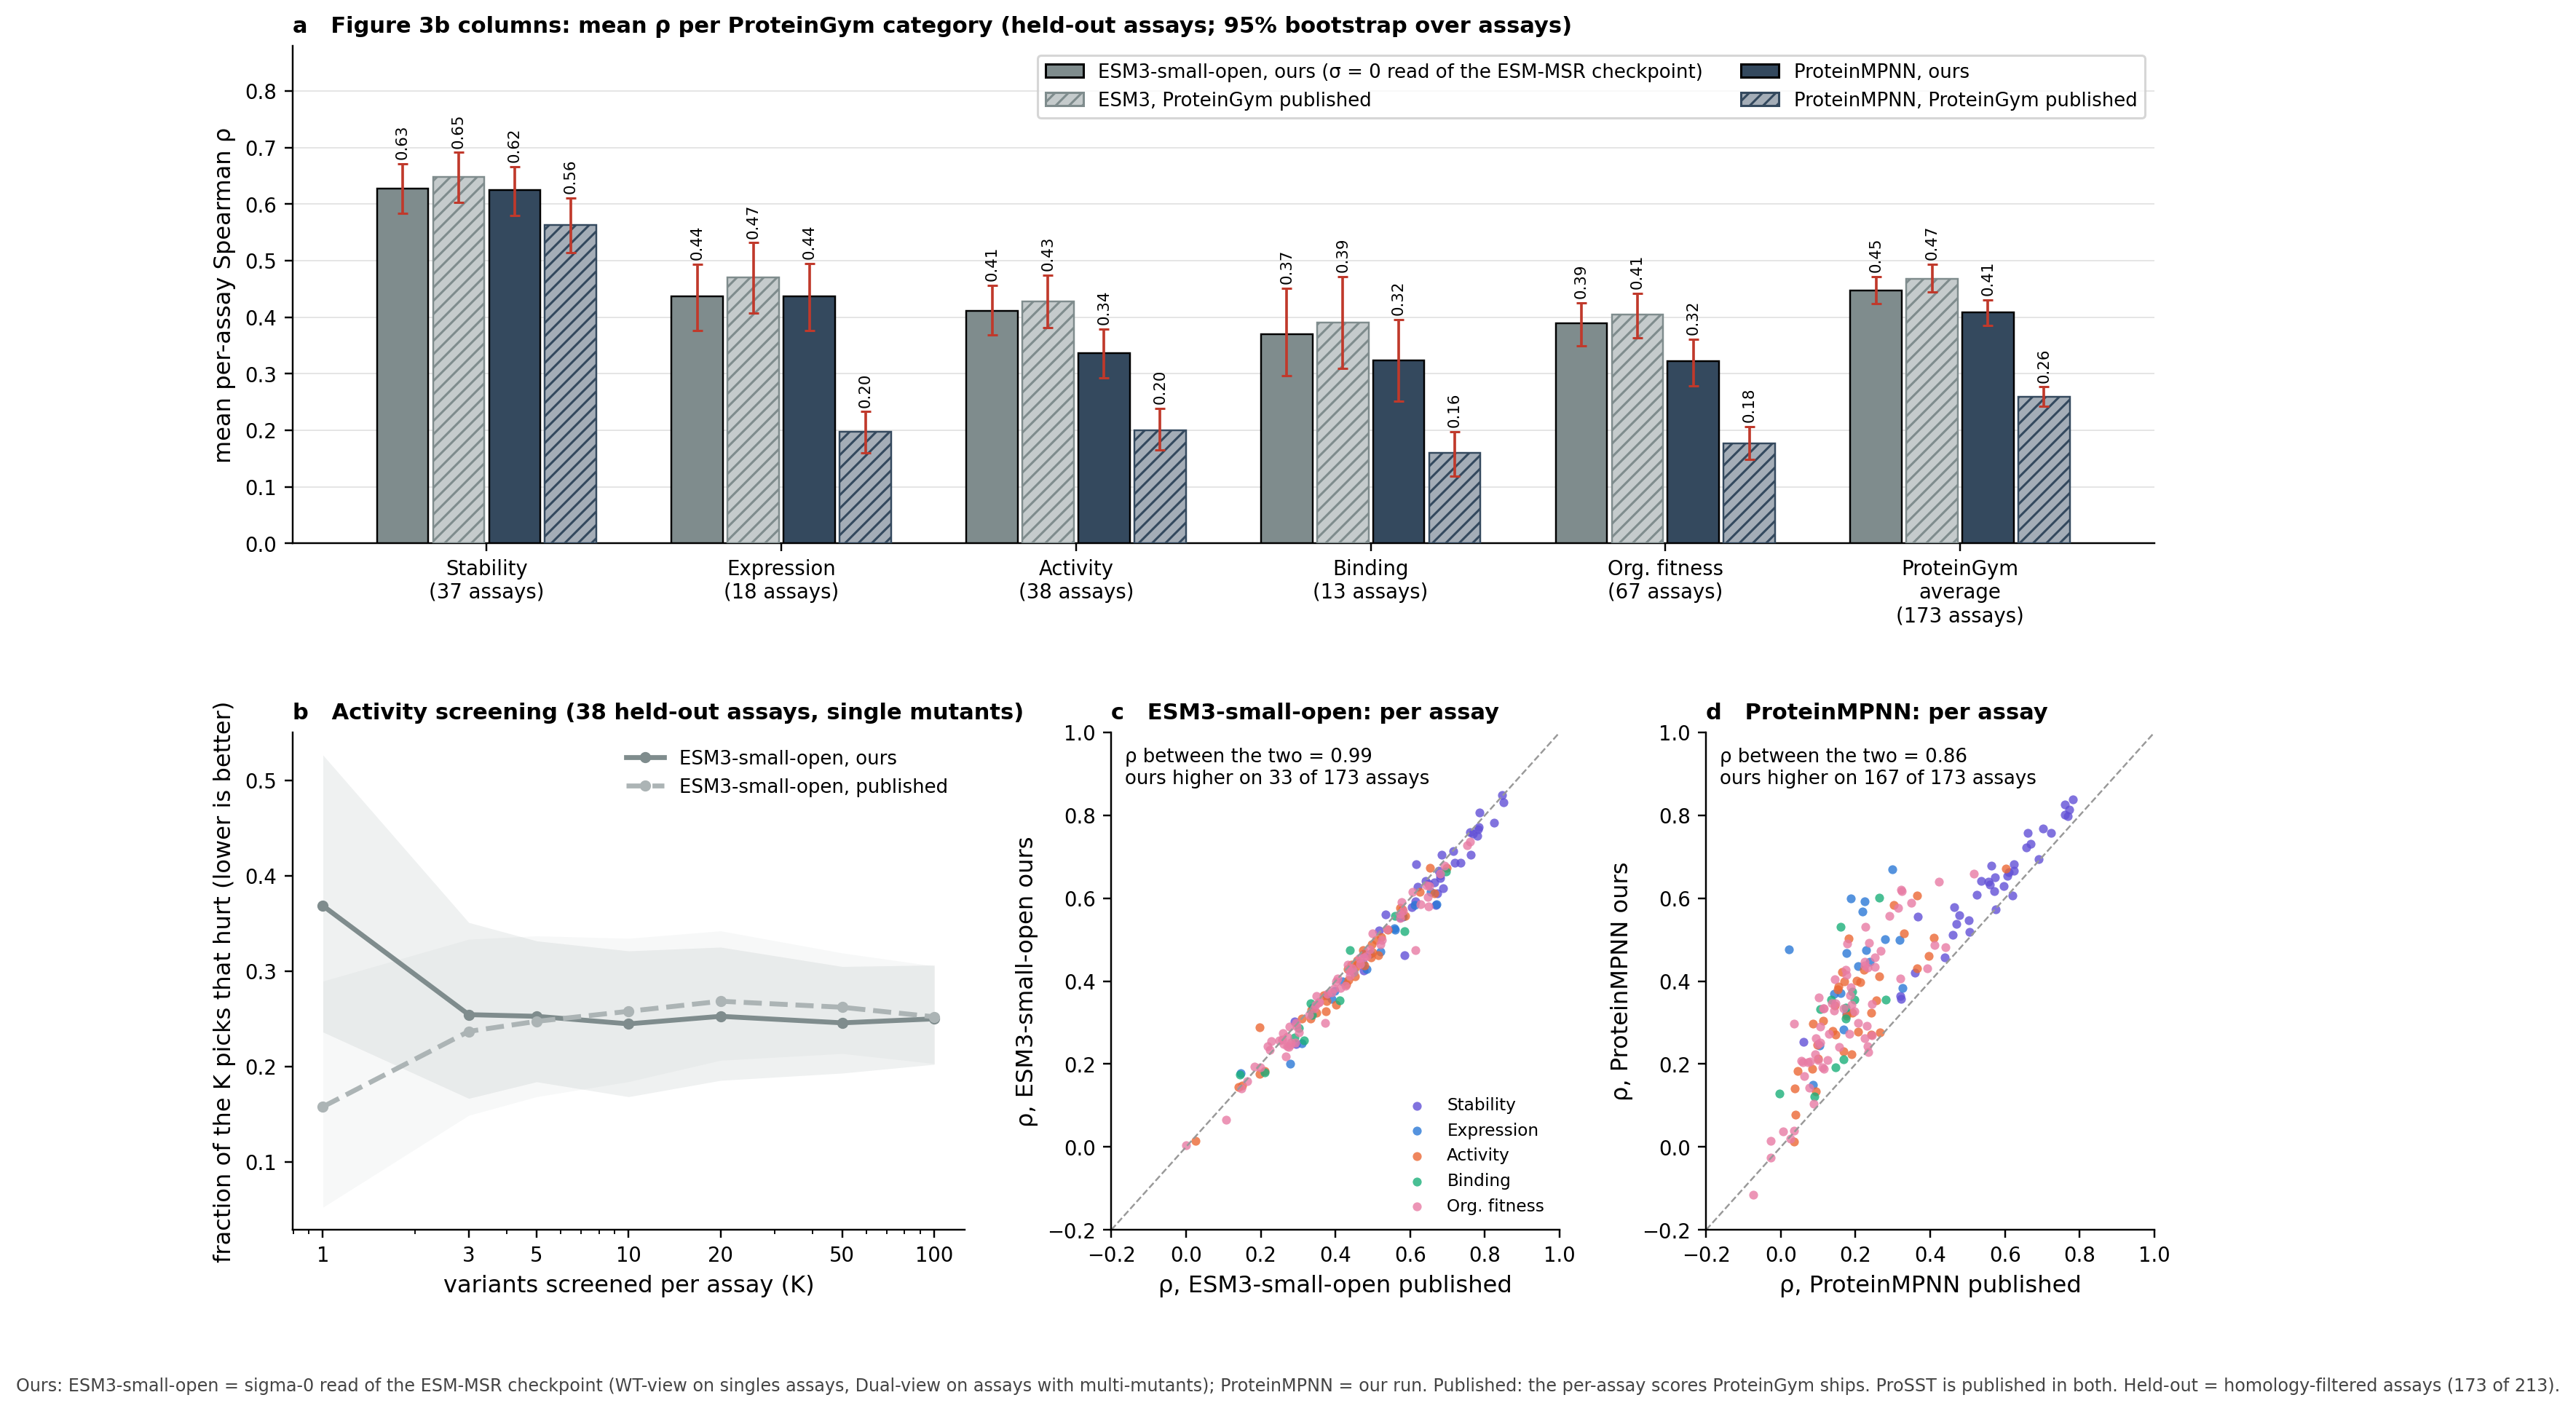 a Figure 3b columns: mean ρ per ProteinGym category (held-out assays; 95% bootstrap over assays)
ESM3-small-open, ours (σ = 0 read of the ESM-MSR checkpoint)
ESM3, ProteinGym published
ProteinMPNN, ours
ProteinMPNN, ProteinGym published
mean per-assay Spearman ρ
0.8
0.7
0.6
0.5
0.4
0.3
0.2
0.1
0.0
0.63 0.65 0.62 0.56
0.44 0.47 0.44 0.20
0.41 0.43 0.34 0.20
0.37 0.39 0.32 0.16
0.39 0.41 0.32 0.18
0.45 0.47 0.41 0.26
Stability
(37 assays)
Expression
(18 assays)
Activity
(38 assays)
Binding
(13 assays)
Org. fitness
(67 assays)
ProteinGym
average
(173 assays)
b Activity screening (38 held-out assays, single mutants)
ESM3-small-open, ours
ESM3-small-open, published
fraction of the K picks that hurt (lower is better)
0.5
0.4
0.3
0.2
0.1
1 3 5 10 20 50 100
variants screened per assay (K)
c ESM3-small-open: per assay
ρ between the two = 0.99
ours higher on 33 of 173 assays
ρ, ESM3-small-open ours
1.0
0.8
0.6
0.4
0.2
0.0
−0.2
Stability
Expression
Activity
Binding
Org. fitness
−0.2 0.0 0.2 0.4 0.6 0.8 1.0
ρ, ESM3-small-open published
d ProteinMPNN: per assay
ρ between the two = 0.86
ours higher on 167 of 173 assays
ρ, ProteinMPNN ours
1.0
0.8
0.6
0.4
0.2
0.0
−0.2
−0.2 0.0 0.2 0.4 0.6 0.8 1.0
ρ, ProteinMPNN published
Ours: ESM3-small-open = sigma-0 read of the ESM-MSR checkpoint (WT-view on singles assays, Dual-view on assays with multi-mutants); ProteinMPNN = our run. Published: the per-assay scores ProteinGym ships. ProSST is published in both. Held-out = homology-filtered assays (173 of 213).